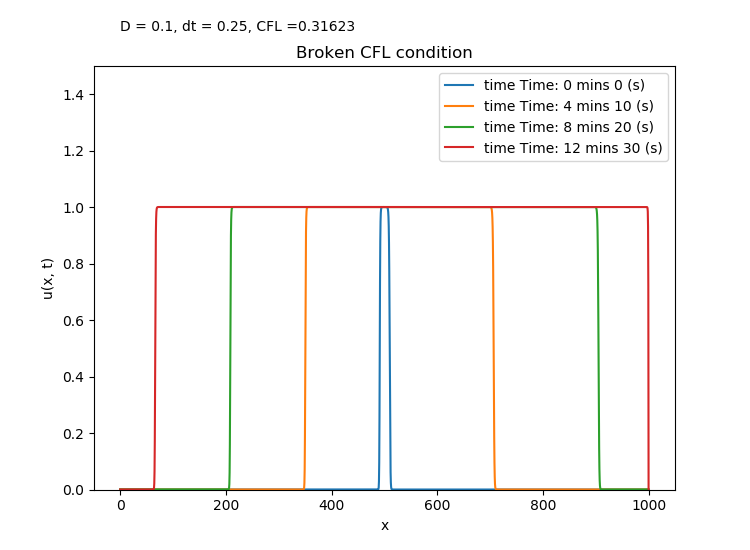 D = 0.1, dt = 0.25, CFL =0.31623
Broken CFL condition
time Time: 0 mins 0 (s)
time Time: 4 mins 10 (s)
time Time: 8 mins 20 (s)
time Time: 12 mins 30 (s)
1.4
1.2
1.0
0.8
0.6
0.4
0.2
0.0
u(x, t)
0 200 400 600 800 1000
x